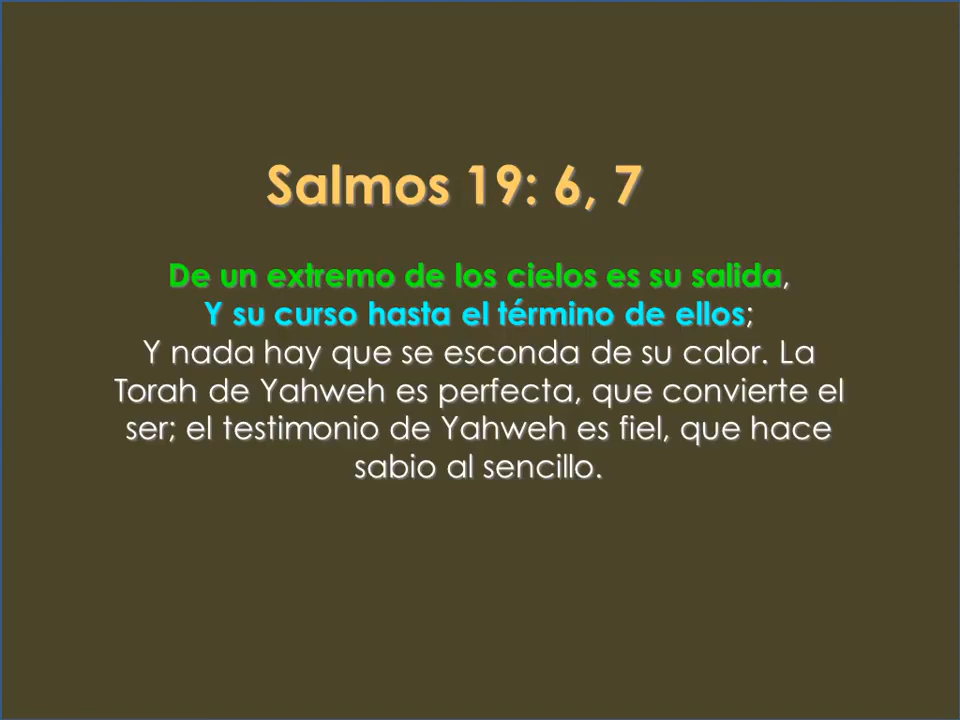 Salmos 19: 6, 7
De un extremo de los cielos es su salida,
Y su curso hasta el término de ellos;
Y nada hay que se esconda de su calor. La
Torah de Yahweh es perfecta, que convierte el
ser; el testimonio de Yahweh es fiel, que hace
sabio al sencillo.